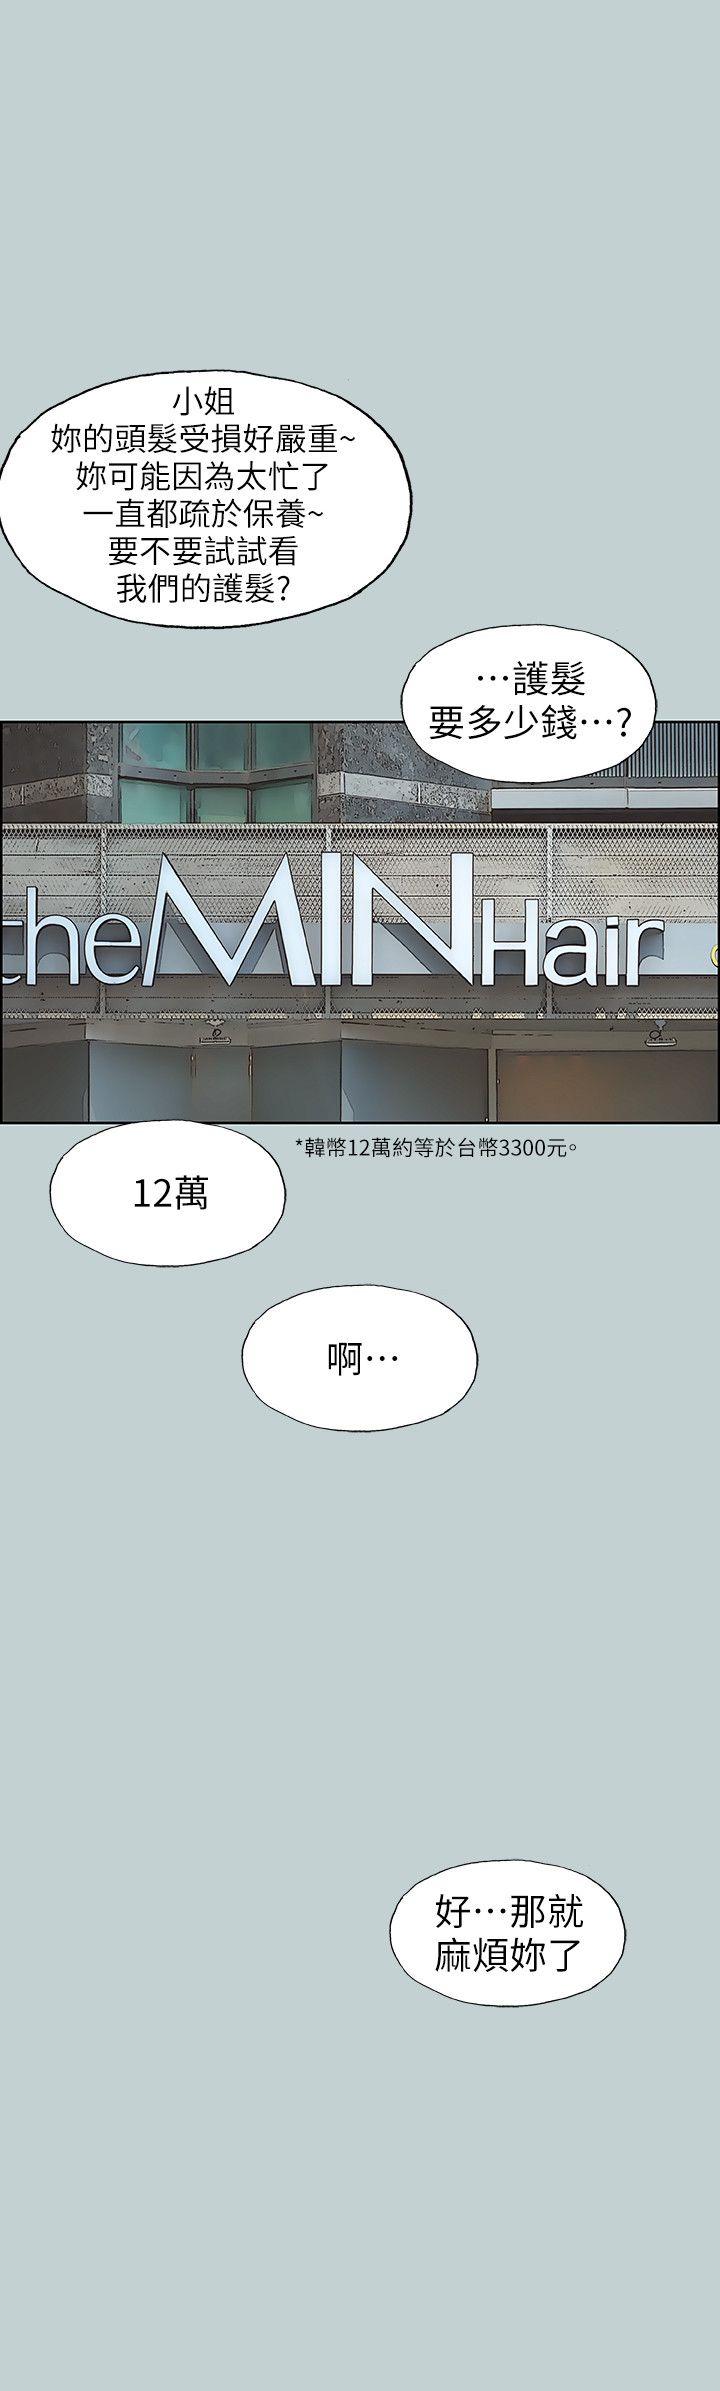 小姐
妳的頭髮受損好嚴重~
妳可能因為太忙了
一直都疏於保養~
要不要試試看
我們的護髮?
…護髮
要多少錢…?
theMINHair
*韓幣12萬約等於台幣3300元。
12萬
啊…
好…那就
麻煩妳了